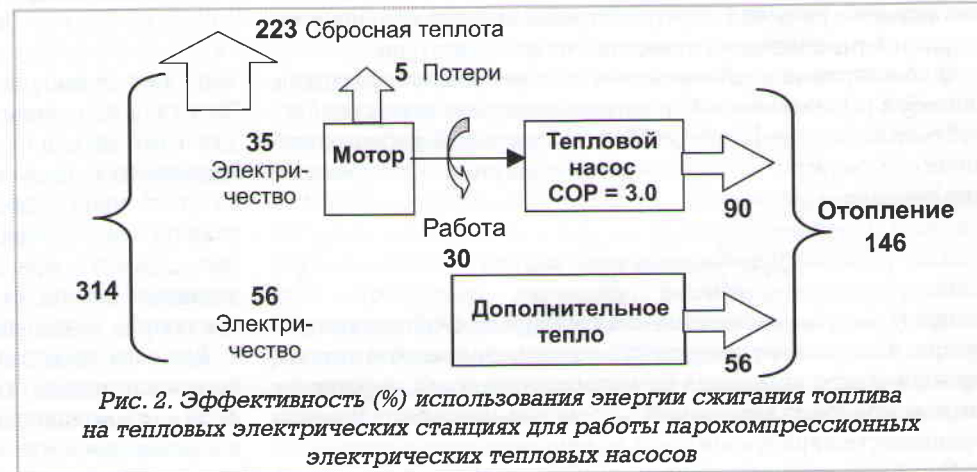 223 Сбросная теплота
5 Потери
35
Электри-
чество
Мотор
Тепловой
насос
COP = 3.0
90
Работа
30
Отопление
146
314
56
Электри-
чество
Дополнительное
тепло
56
Рис. 2. Эффективность (%) использования энергии сжигания топлива
на тепловых электрических станциях для работы парокомпрессионных
электрических тепловых насосов